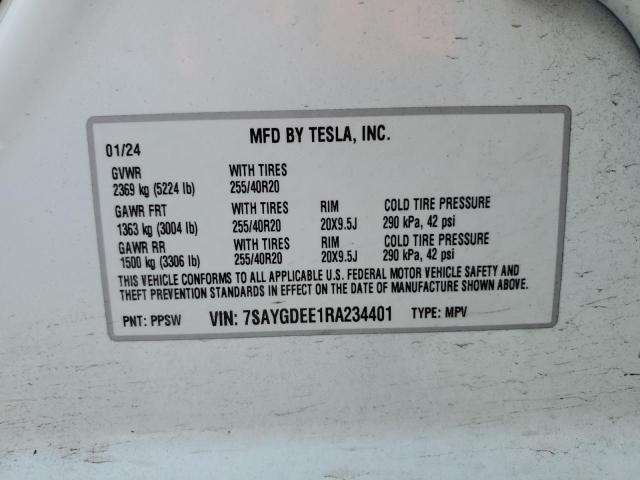 MFD BY TESLA, INC.
01/24
GVWR WITH TIRES
2369 kg (5224 lb) 255/40R20
GAWR FRT WITH TIRES RIM COLD TIRE PRESSURE
1363 kg (3004 lb) 255/40R20 20X9.5J 290 kPa, 42 psi
GAWR RR WITH TIRES RIM COLD TIRE PRESSURE
1500 kg (3306 lb) 255/40R20 20X9.5J 290 kPa, 42 psi
THIS VEHICLE CONFORMS TO ALL APPLICABLE U.S. FEDERAL MOTOR VEHICLE SAFETY AND
THEFT PREVENTION STANDARDS IN EFFECT ON THE DATE OF MANUFACTURE SHOWN ABOVE.
PNT: PPSW VIN: 7SAYGDEE1RA234401 TYPE: MPV